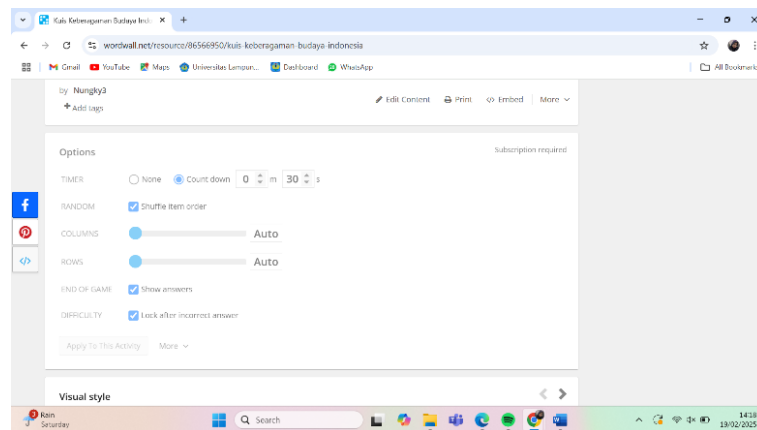 Kuis Keberagaman Budaya Indo
wordwall.net/resource/86566950/kuis-keberagaman-budaya-indonesia
Gmail YouTube Maps Universitas Lampun... Dashboard WhatsApp All Bookmarks
by Nungky3
Add tags
Edit Content Print Embed More
Options Subscription required
TIMER None Count down 0 m 30 s
RANDOM Shuffle item order
COLUMNS Auto
ROWS Auto
END OF GAME Show answers
DIFFICULTY Lock after incorrect answer
Apply To This Activity More
Visual style
3 Rain
Saturday
Search
14:18
19/02/2025